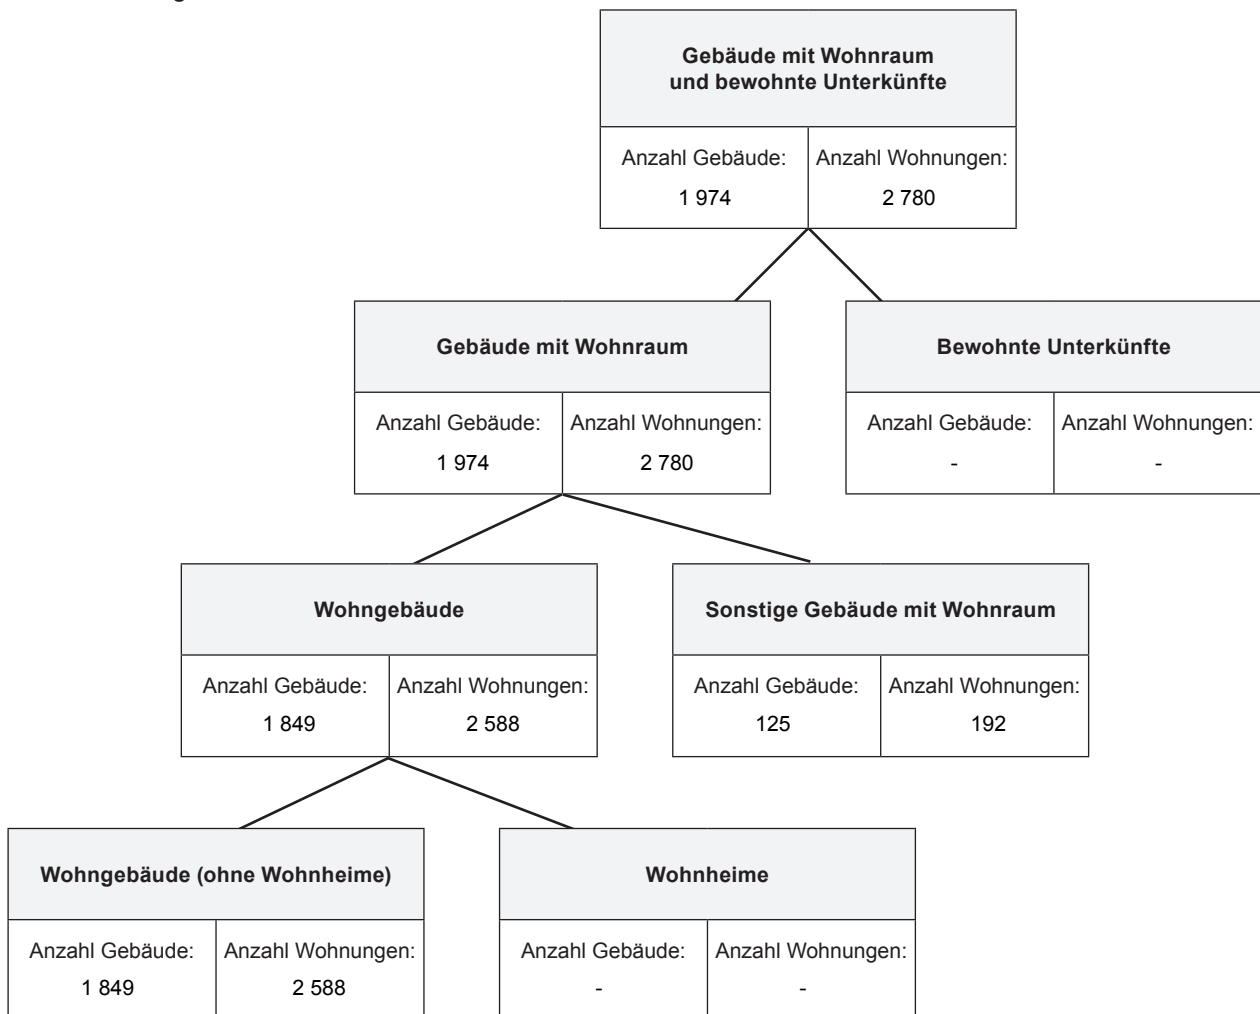 Gebäude mit Wohnraum
und bewohnte Unterkünfte
Anzahl Gebäude: Anzahl Wohnungen:
1 974 2 780
Gebäude mit Wohnraum Bewohnte Unterkünfte
Anzahl Gebäude: Anzahl Wohnungen: Anzahl Gebäude: Anzahl Wohnungen:
1 974 2 780 - -
Wohngebäude Sonstige Gebäude mit Wohnraum
Anzahl Gebäude: Anzahl Wohnungen: Anzahl Gebäude: Anzahl Wohnungen:
1 849 2 588 125 192
Wohngebäude (ohne Wohnheime) Wohnheime
Anzahl Gebäude: Anzahl Wohnungen: Anzahl Gebäude: Anzahl Wohnungen:
1 849 2 588 - -